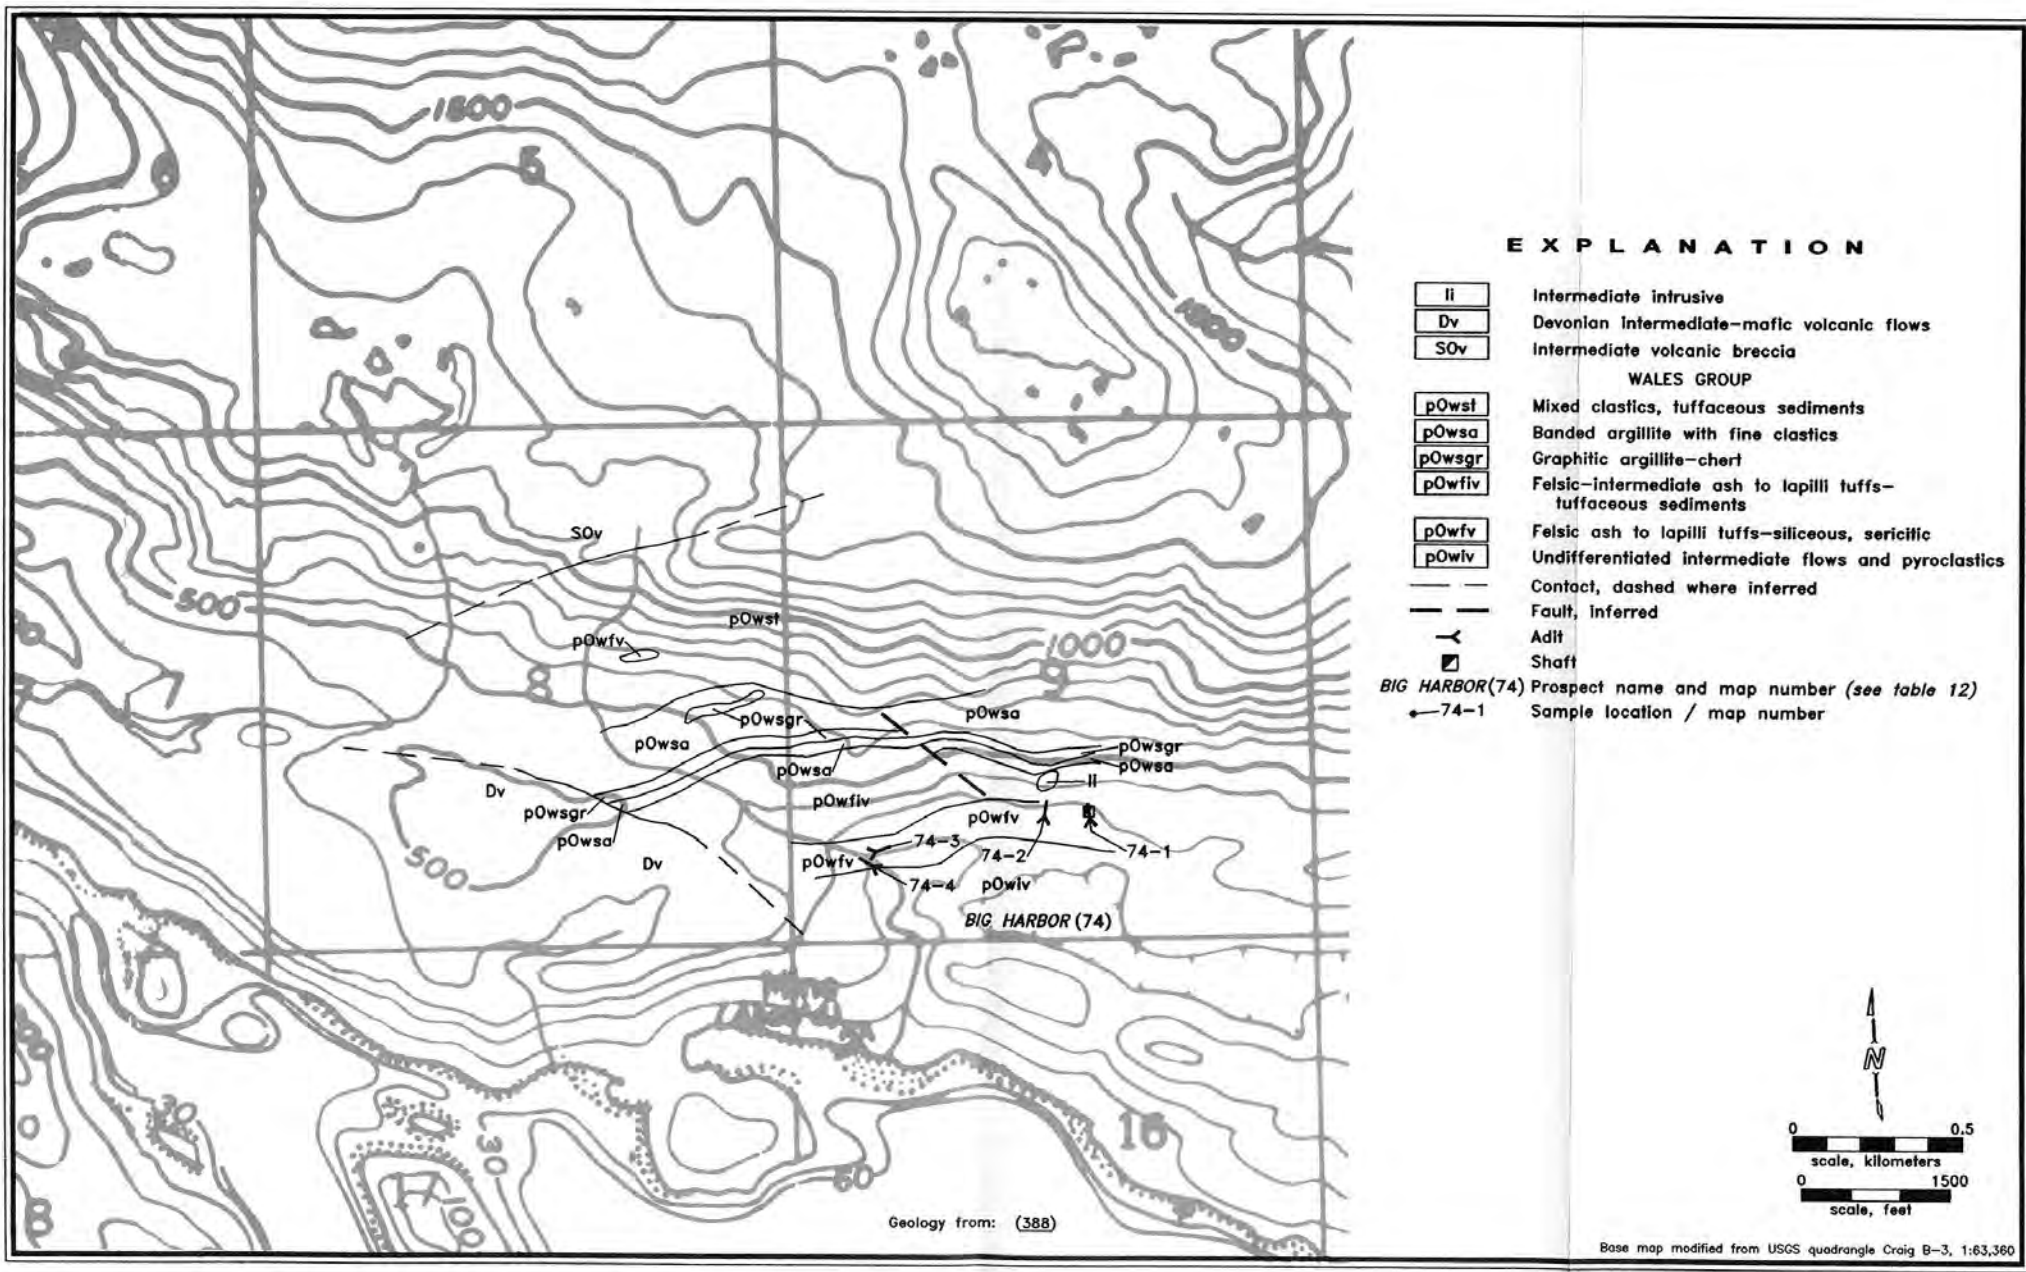 1500
5
1500
SOv
500
pOwst
pOwfv
1000
8
9
pOwsgr
pOwsa
pOwsa
pOwsgr
pOwsa
pOwsa
Ii
Dv
pOwfiv
pOwsgr
pOwfv
pOwsa
74-3
500
Dv
pOwfv
74-2
74-1
74-4
pOwiv
BIG HARBOR (74)
30
16
30
60
17
100
Geology from: (388)
EXPLANATION
Ii Intermediate intrusive
Dv Devonian intermediate-mafic volcanic flows
SOv Intermediate volcanic breccia
WALES GROUP
pOwst Mixed clastics, tuffaceous sediments
pOwsa Banded argillite with fine clastics
pOwsgr Graphitic argillite-chert
pOwfiv Felsic-intermediate ash to lapilli tuffs-
tuffaceous sediments
pOwfv Felsic ash to lapilli tuffs-siliceous, sericitic
pOwiv Undifferentiated intermediate flows and pyroclastics
Contact, dashed where inferred
Fault, inferred
Adit
Shaft
BIG HARBOR (74) Prospect name and map number (see table 12)
74-1 Sample location / map number
N
0 0.5
scale, kilometers
0 1500
scale, feet
Base map modified from USGS quadrangle Craig B-3, 1:63,360